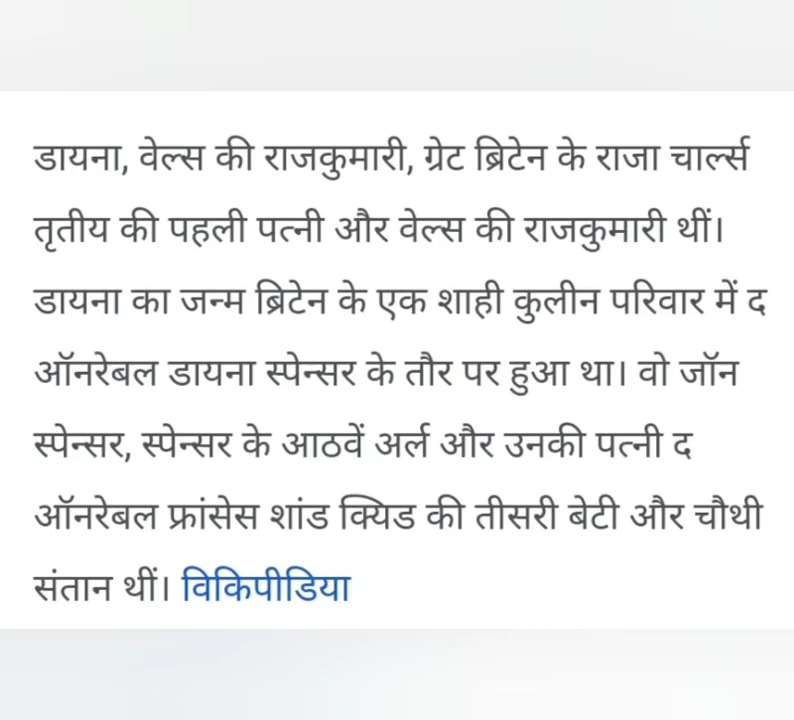 डायना, वेल्स की राजकुमारी, ग्रेट ब्रिटेन के राजा चार्ल्स
तृतीय की पहली पत्नी और वेल्स की राजकुमारी थीं।
डायना का जन्म ब्रिटेन के एक शाही कुलीन परिवार में द
ऑनरेबल डायना स्पेन्सर के तौर पर हुआ था। वो जॉन
स्पेन्सर, स्पेन्सर के आठवें अर्ल और उनकी पत्नी द
ऑनरेबल फ्रांसेस शांड क्यिड की तीसरी बेटी और चौथी
संतान थीं। विकिपीडिया